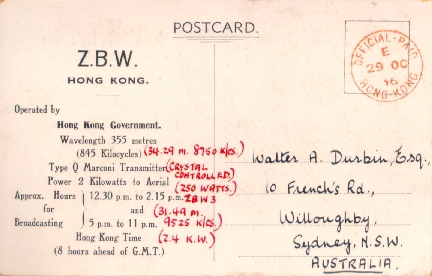 POSTCARD.
Z.B.W.
HONG KONG.
OFFICIAL-PAID
E
29 OC
36
HONG-KONG
Operated by
Hong Kong Government.
Wavelength 355 metres
(845 Kilocycles) (34.29 m. 8750 K/cs.)
Type Q Marconi Transmitter (CRYSTAL CONTROLLED.)
Power 2 Kilowatts to Aerial (250 WATTS.)
Approx. Hours for Broadcasting
12.30 p.m. to 2.15 p.m. ZBW3
and (31.49 m.
5 p.m. to 11 p.m. 9525 K/cs.)
Hong Kong Time (2.4 K.W.)
(8 hours ahead of G.M.T.)
Walter A. Durbin, Esq.,
10 French's Rd.,
Willoughby,
Sydney, N.S.W.
AUSTRALIA.